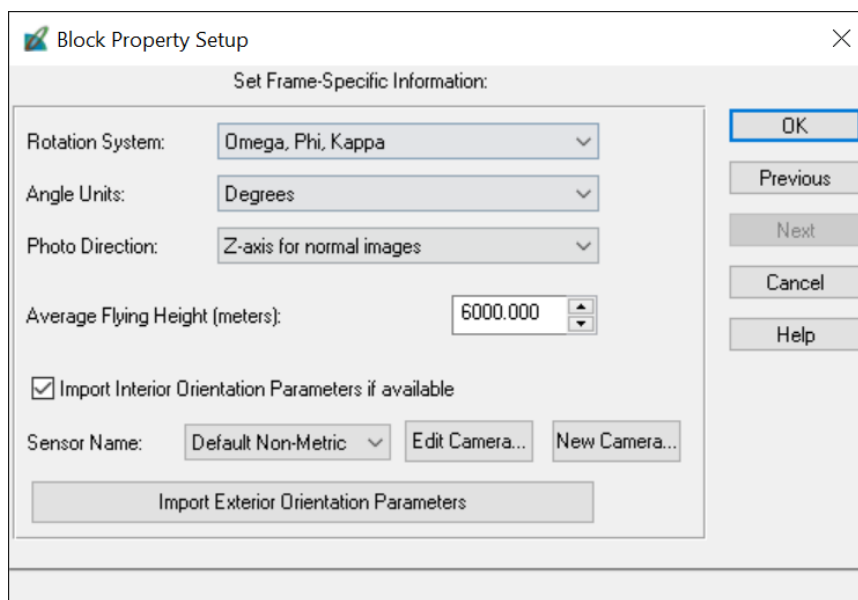 Block Property Setup
Set Frame-Specific Information:
Rotation System: Omega, Phi, Kappa
Angle Units: Degrees
Photo Direction: Z-axis for normal images
Average Flying Height (meters): 6000.000
Import Interior Orientation Parameters if available
Sensor Name: Default Non-Metric Edit Camera... New Camera...
Import Exterior Orientation Parameters
OK
Previous
Next
Cancel
Help